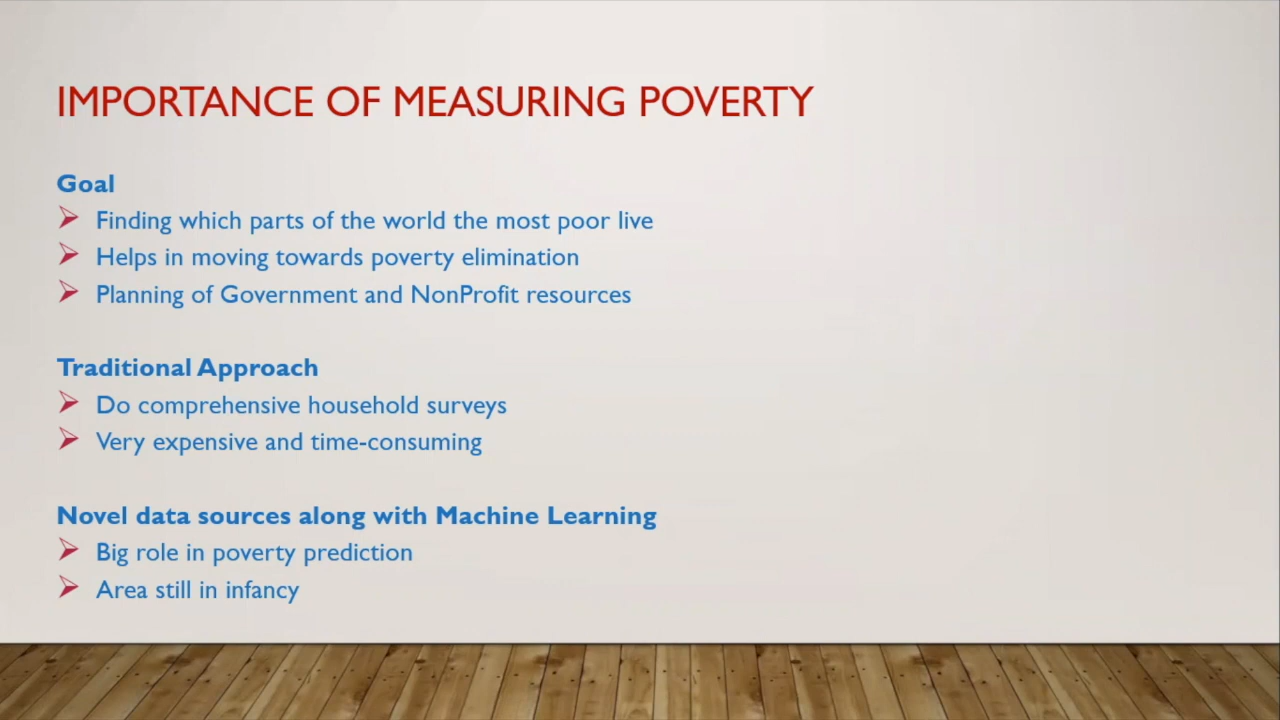 IMPORTANCE OF MEASURING POVERTY
Goal
Finding which parts of the world the most poor live
Helps in moving towards poverty elimination
Planning of Government and NonProfit resources
Traditional Approach
Do comprehensive household surveys
Very expensive and time-consuming
Novel data sources along with Machine Learning
Big role in poverty prediction
Area still in infancy